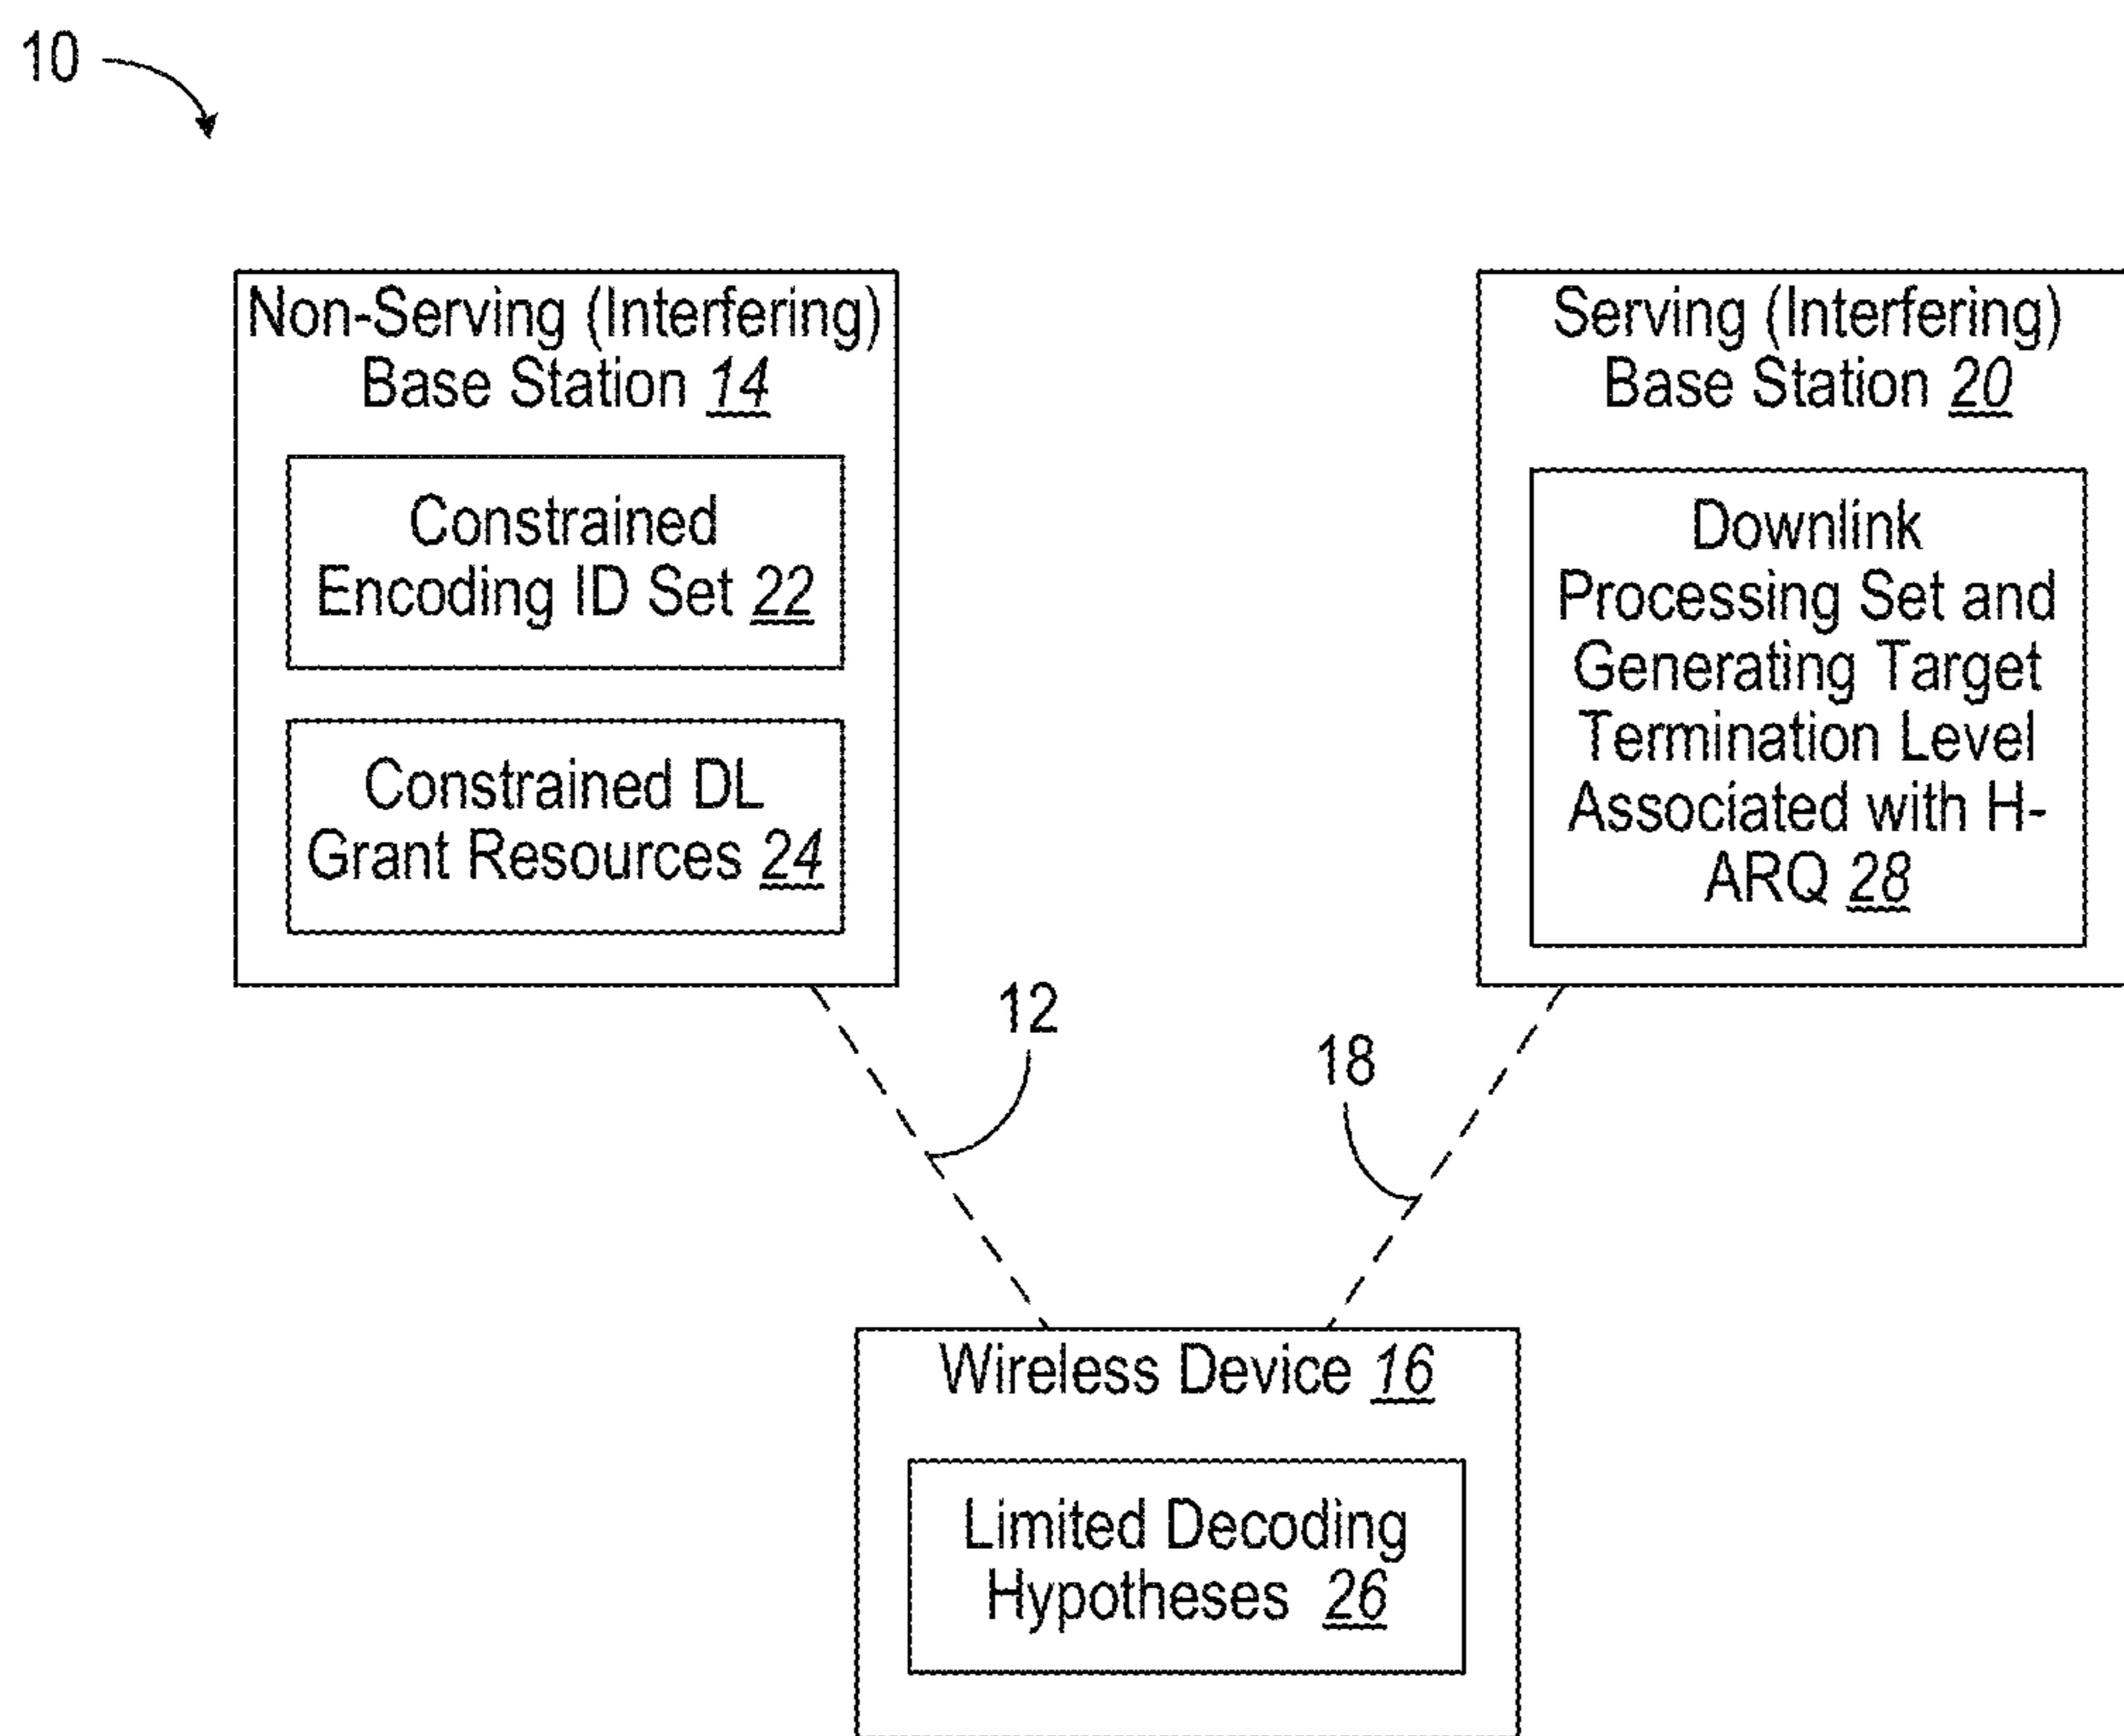 10
Non-Serving (Interfering)
Base Station 14
Constrained
Encoding ID Set 22
Constrained DL
Grant Resources 24
Serving (Interfering)
Base Station 20
Downlink
Processing Set and
Generating Target
Termination Level
Associated with H-
ARQ 28
12
18
Wireless Device 16
Limited Decoding
Hypotheses 26